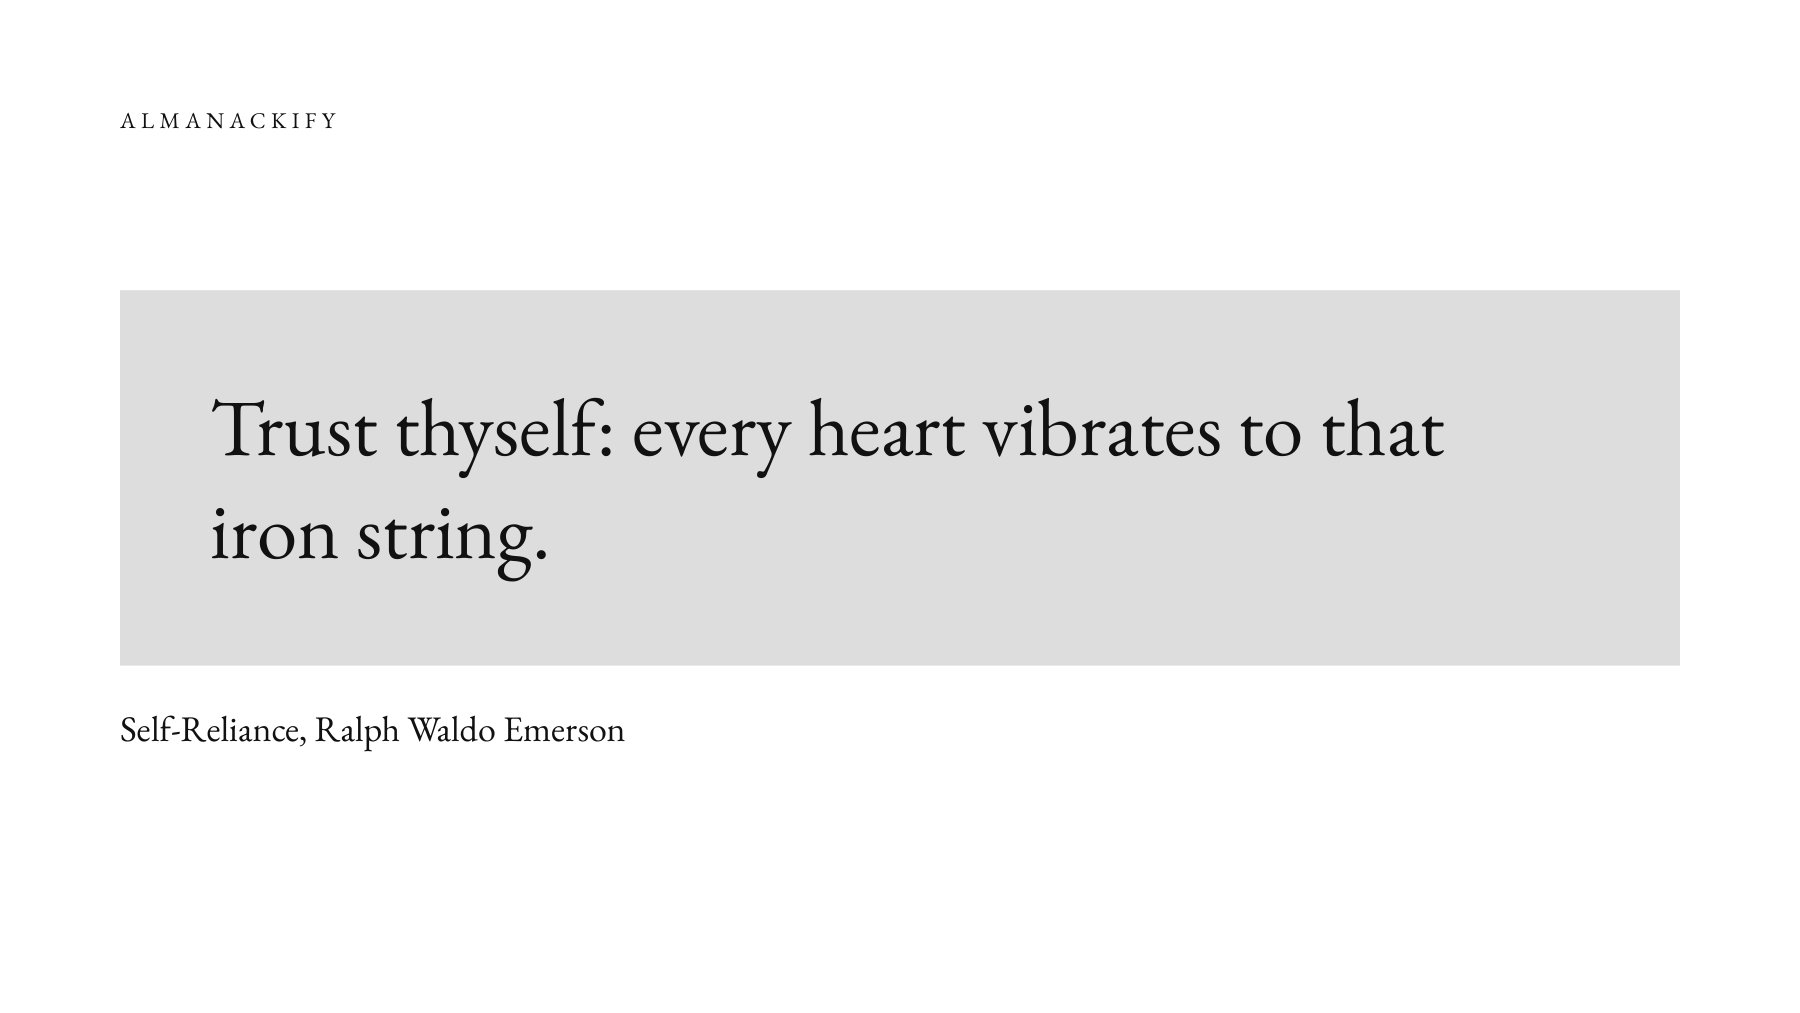 ALMANACKIFY
Trust thyself: every heart vibrates to that
iron string.
Self-Reliance, Ralph Waldo Emerson